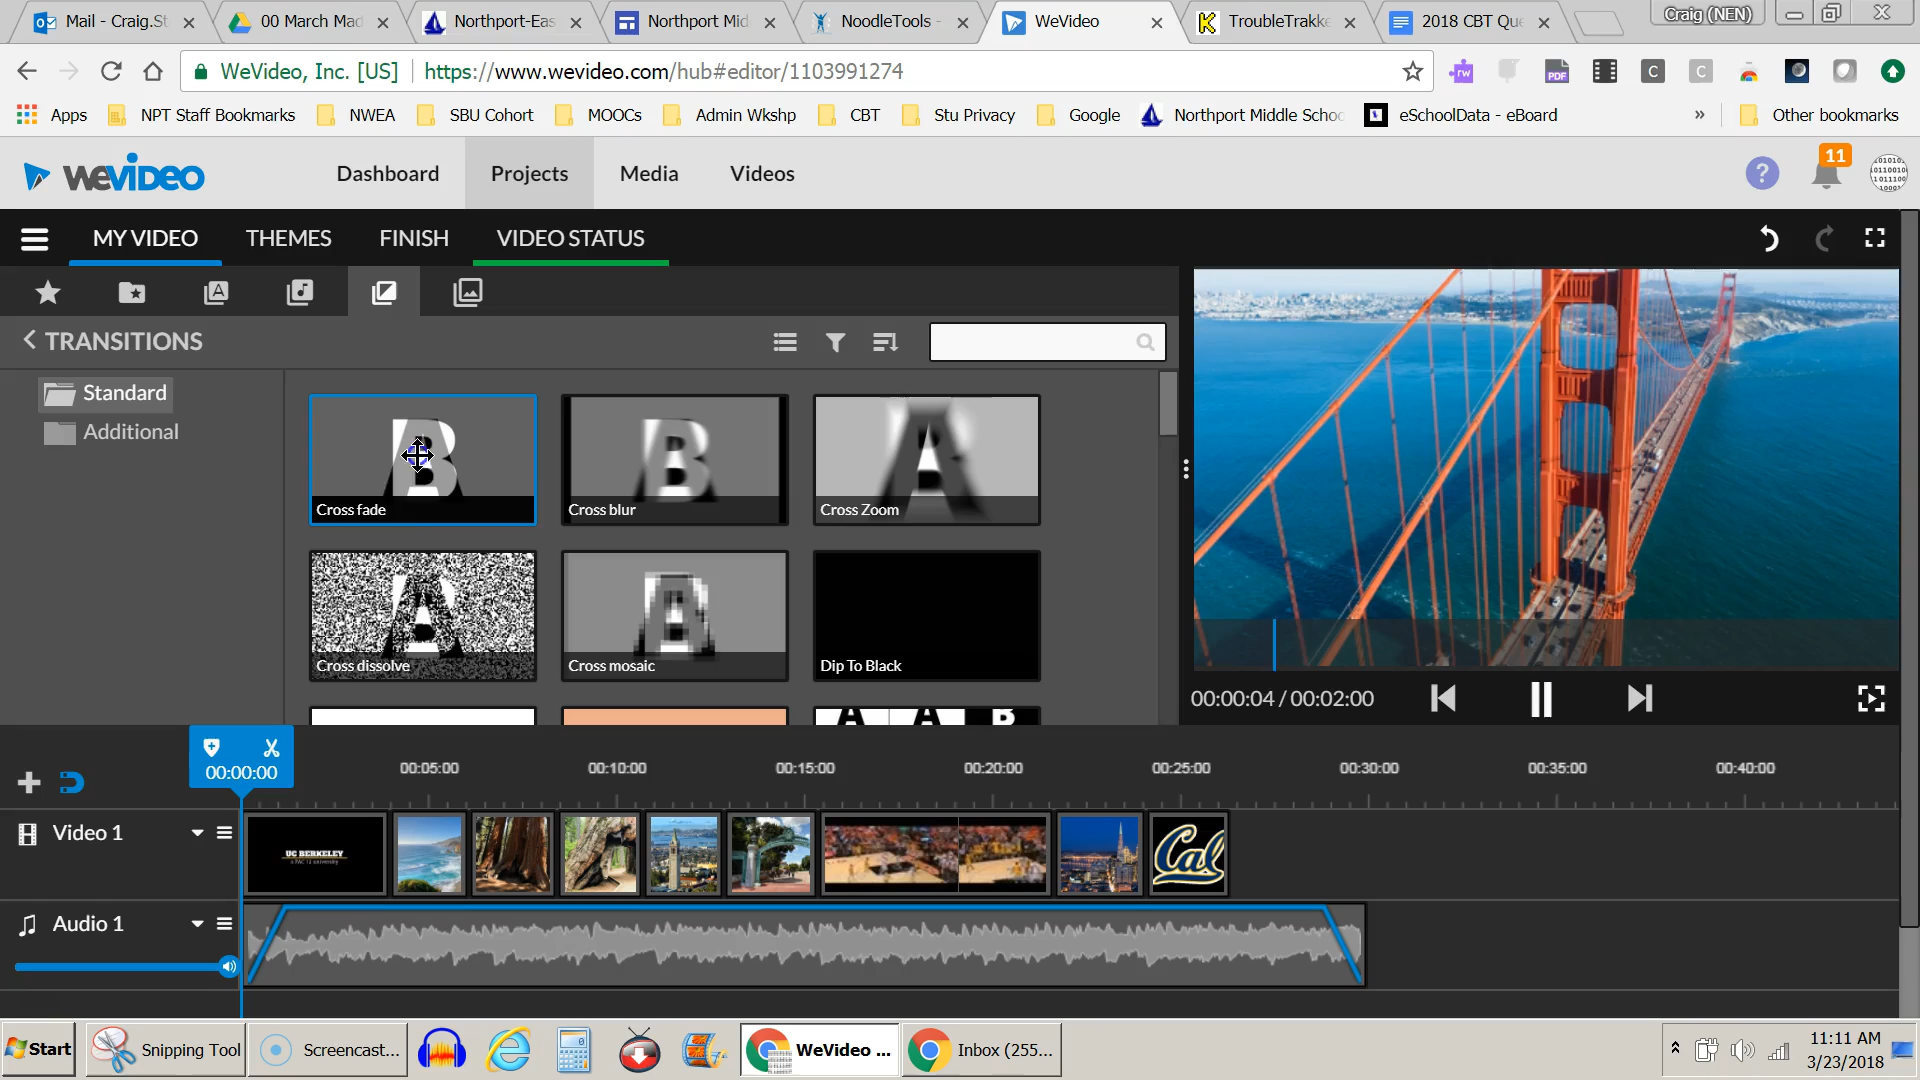 Mail - Craig.St
00 March Mad
Northport-Eas
Northport Mid
NoodleTools -
WeVideo
TroubleTrakke
2018 CBT Que
Craig (NEN)
WeVideo, Inc. [US]
https://www.wevideo.com/hub#editor/1103991274
rw
PDF
C
C
Apps
NPT Staff Bookmarks
NWEA
SBU Cohort
MOOCs
Admin Wkshp
CBT
Stu Privacy
Google
Northport Middle Schoo
eSchoolData - eBoard
»
Other bookmarks
WEVIDEO
Dashboard
Projects
Media
Videos
?
11
MY VIDEO
THEMES
FINISH
VIDEO STATUS
TRANSITIONS
Standard
Additional
Cross fade
Cross blur
Cross Zoom
Cross dissolve
Cross mosaic
Dip To Black
00:00:04 / 00:02:00
00:00:00
00:05:00
00:10:00
00:15:00
00:20:00
00:25:00
00:30:00
00:35:00
00:40:00
Video 1
UC BERKELEY
a PAC 12 university
Cal
Audio 1
Start
Snipping Tool
Screencast...
WeVideo ...
Inbox (255...
11:11 AM
3/23/2018